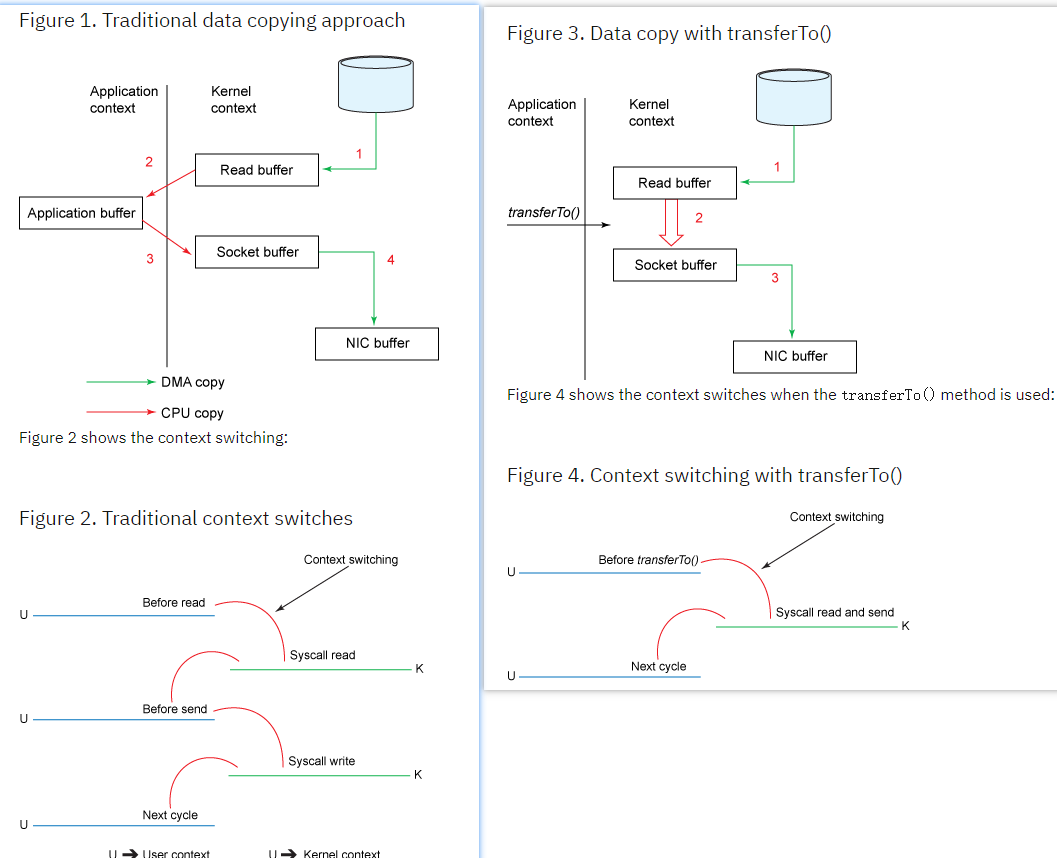 Figure 1. Traditional data copying approach
Application
context
Kernel
context
1
2
Read buffer
Application buffer
3
Socket buffer
4
NIC buffer
DMA copy
CPU copy
Figure 2 shows the context switching:
Figure 2. Traditional context switches
Context switching
Before read
U
Syscall read
K
Before send
U
Syscall write
K
Next cycle
U
U → User context
U → Kernel context
Figure 3. Data copy with transferTo()
Application
context
Kernel
context
1
Read buffer
transferTo()
2
Socket buffer
3
NIC buffer
Figure 4 shows the context switches when the transferTo() method is used:
Figure 4. Context switching with transferTo()
Context switching
Before transferTo()
U
Syscall read and send
K
Next cycle
U